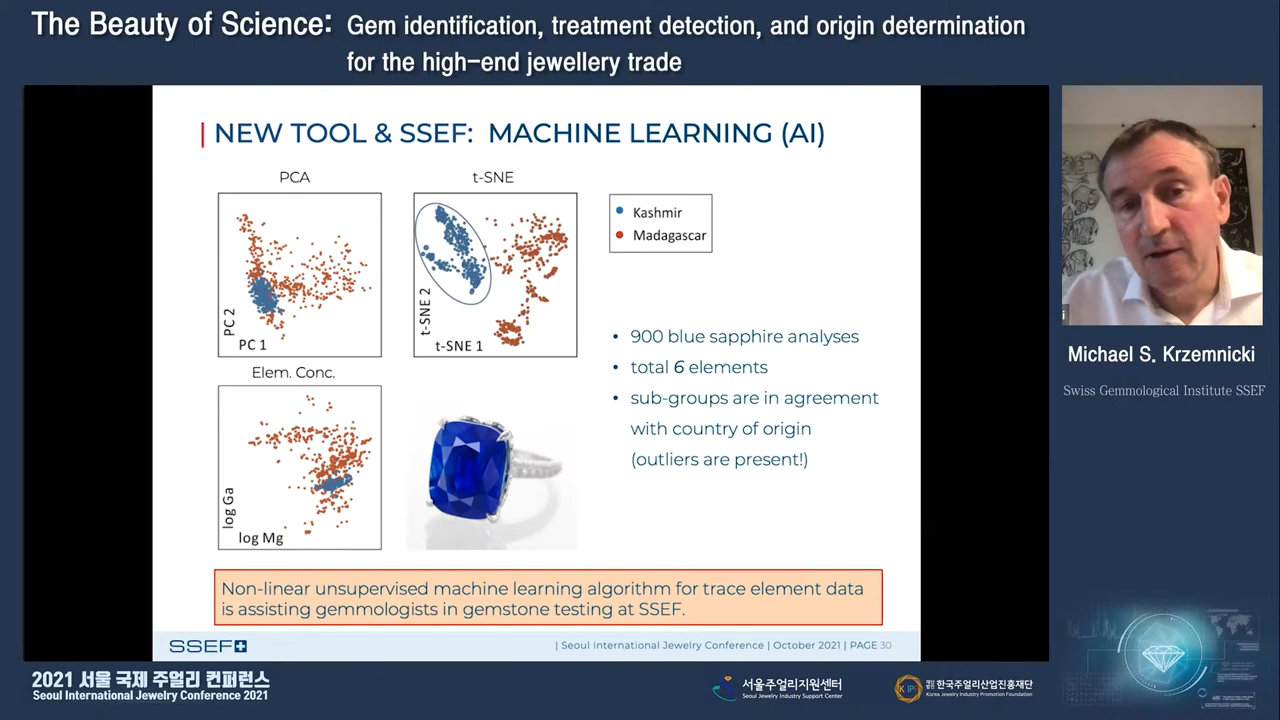 The Beauty of Science: Gem identification, treatment detection, and origin determination
for the high-end jewellery trade
NEW TOOL & SSEF: MACHINE LEARNING (AI)
PCA
t-SNE
PC 2
PC 1
t-SNE 2
t-SNE 1
Kashmir
Madagascar
Elem. Conc.
log Ga
log Mg
• 900 blue sapphire analyses
• total 6 elements
• sub-groups are in agreement
with country of origin
(outliers are present!)
Non-linear unsupervised machine learning algorithm for trace element data
is assisting gemmologists in gemstone testing at SSEF.
SSEF
| Seoul International Jewelry Conference | October 2021 | PAGE 30
Michael S. Krzemnicki
Swiss Gemmological Institute SSEF
2021 서울 국제 주얼리 컨퍼런스
Seoul International Jewelry Conference 2021
서울주얼리지원센터
Seoul Jewelry Industry Support Center
한국주얼리산업진흥재단
Korea Jewelry Industry Promotion Foundation